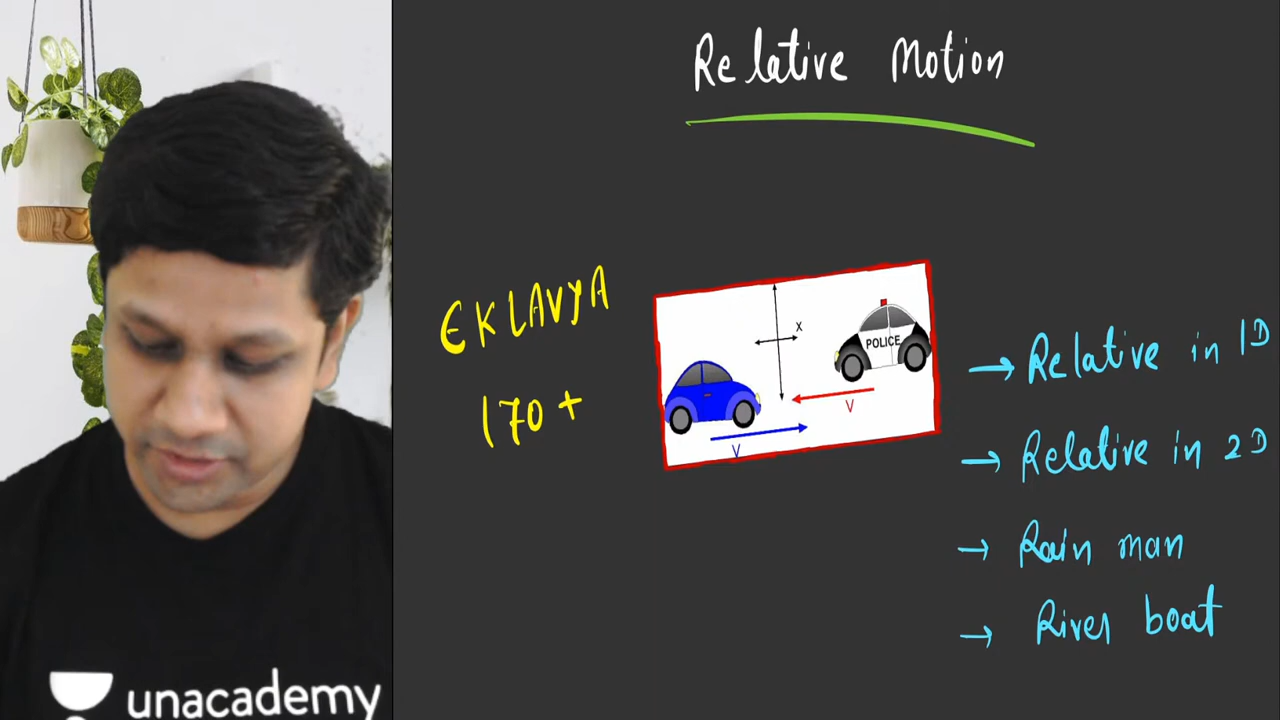 Relative Motion
EKLAVYA
170 +
X
POLICE
V
V
→ Relative in 1D
→ Relative in 2D
→ Rain man
→ River boat
unacademy